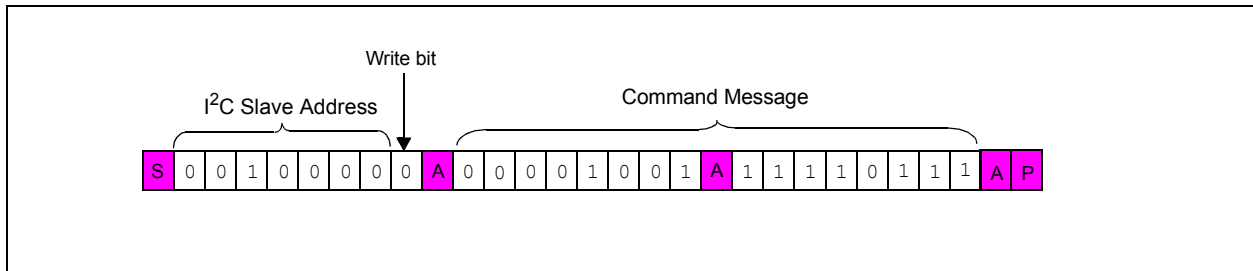 Write bit
I²C Slave Address
Command Message
S 0 0 1 0 0 0 0 0 A 0 0 0 0 1 0 0 1 A 1 1 1 1 0 1 1 1 A P